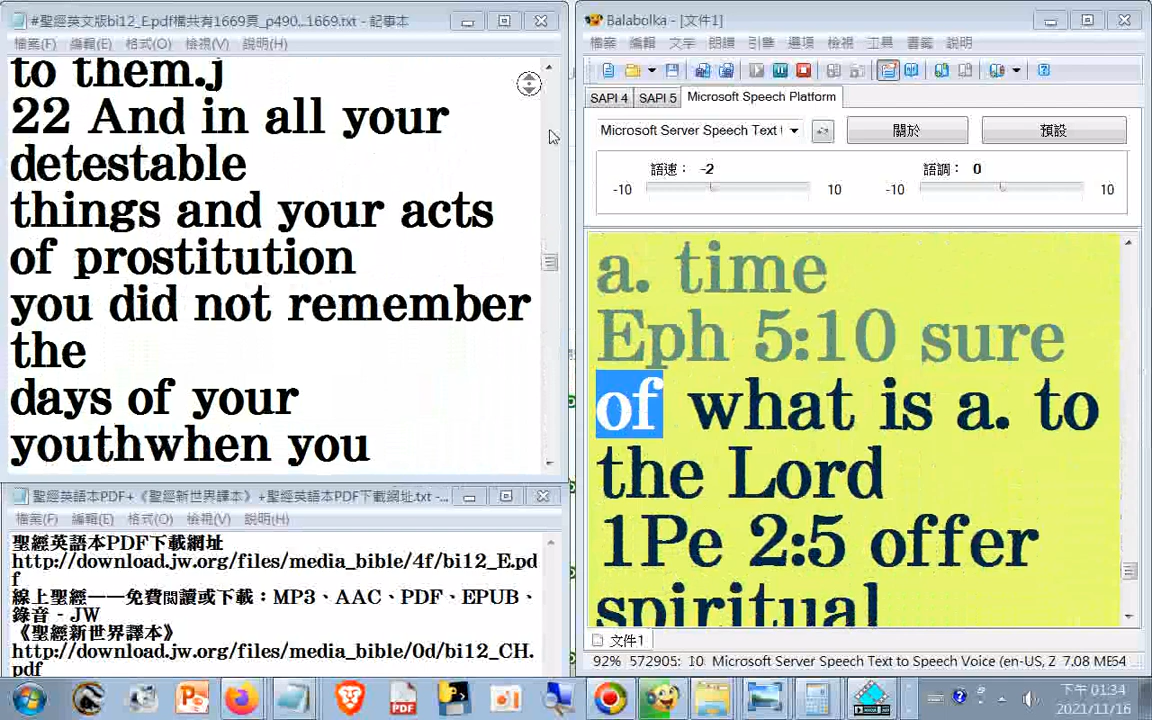 #聖經英文版bi12_E.pdf檔共有1669頁_p490...1669.txt - 記事本
檔案(F) 編輯(E) 格式(O) 檢視(V) 說明(H)
to them.j
22 And in all your
detestable
things and your acts
of prostitution
you did not remember
the
days of your
youthwhen you
聖經英語本PDF+《聖經新世界譯本》+聖經英語本PDF下載網址.txt - ...
檔案(F) 編輯(E) 格式(O) 檢視(V) 說明(H)
聖經英語本PDF下載網址
http://download.jw.org/files/media_bible/4f/bi12_E.pd
f
線上聖經——免費閱讀或下載：MP3、AAC、PDF、EPUB、
錄音 - JW
《聖經新世界譯本》
http://download.jw.org/files/media_bible/0d/bi12_CH.
pdf
Balabolka - [文件1]
檔案 編輯 文字 朗讀 引擎 選項 檢視 工具 書籤 說明
SAPI 4 SAPI 5 Microsoft Speech Platform
Microsoft Server Speech Text 關於 預設
語速： -2 語調： 0
-10 10 -10 10
a. time
Eph 5:10 sure
of what is a. to
the Lord
1Pe 2:5 offer
spiritual
文件1
92% 572905: 10 Microsoft Server Speech Text to Speech Voice (en-US, Z 7.08 ME54
PDF
下午 01:34
2021/11/16